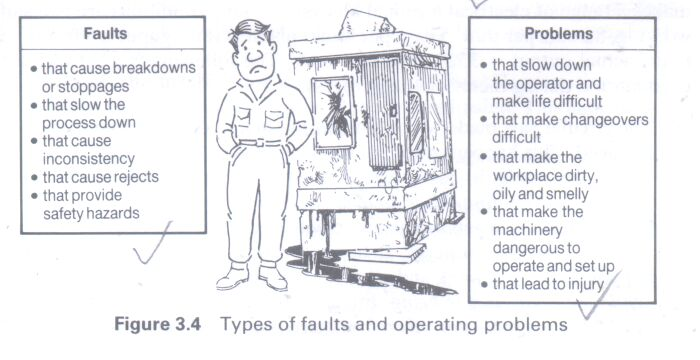 Faults
• that cause breakdowns
or stoppages
• that slow the
process down
• that cause
inconsistency
• that cause rejects
• that provide
safety hazards
Problems
• that slow down
the operator and
make life difficult
• that make changeovers
difficult
• that make the
workplace dirty,
oily and smelly
• that make the
machinery
dangerous to
operate and set up
• that lead to injury
Figure 3.4 Types of faults and operating problems